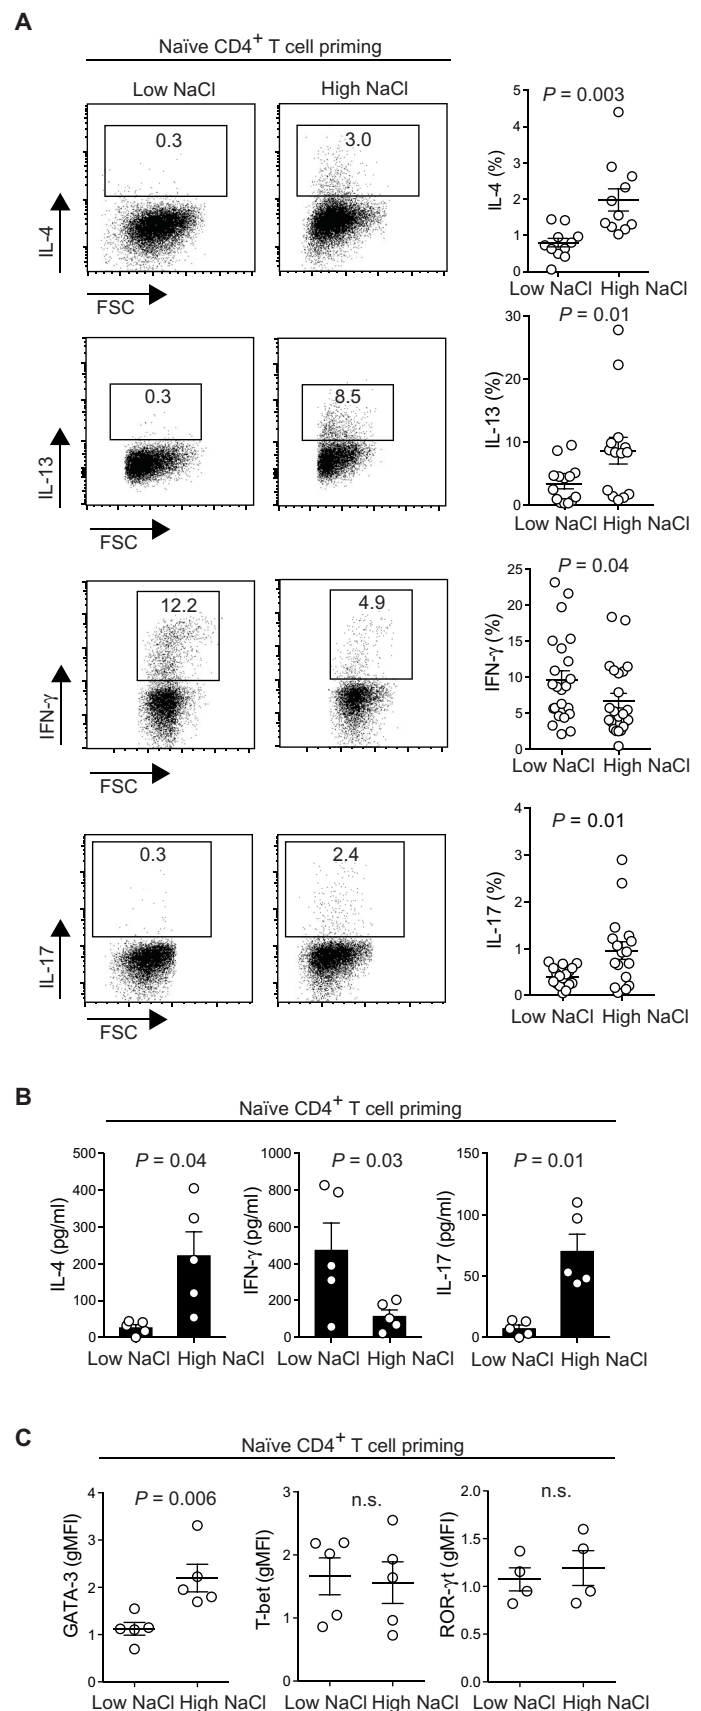 A
Naïve CD4+ T cell priming
Low NaCl High NaCl
0.3 3.0
IL-4
FSC
P = 0.003
IL-4 (%)
5
4
3
2
1
0
Low NaCl High NaCl
0.3 8.5
IL-13
FSC
P = 0.01
IL-13 (%)
30
20
10
0
Low NaCl High NaCl
12.2 4.9
IFN-γ
FSC
P = 0.04
IFN-γ (%)
25
20
15
10
5
0
Low NaCl High NaCl
0.3 2.4
IL-17
FSC
P = 0.01
IL-17 (%)
4
3
2
1
0
Low NaCl High NaCl
B
Naïve CD4+ T cell priming
P = 0.04
IL-4 (pg/ml)
500
400
300
200
100
0
Low NaCl High NaCl
P = 0.03
IFN-γ (pg/ml)
1000
800
600
400
200
0
Low NaCl High NaCl
P = 0.01
IL-17 (pg/ml)
150
100
50
0
Low NaCl High NaCl
C
Naïve CD4+ T cell priming
P = 0.006
GATA-3 (gMFI)
4
3
2
1
0
Low NaCl High NaCl
n.s.
T-bet (gMFI)
3
2
1
0
Low NaCl High NaCl
n.s.
ROR-γt (gMFI)
2.0
1.5
1.0
0.5
0.0
Low NaCl High NaCl